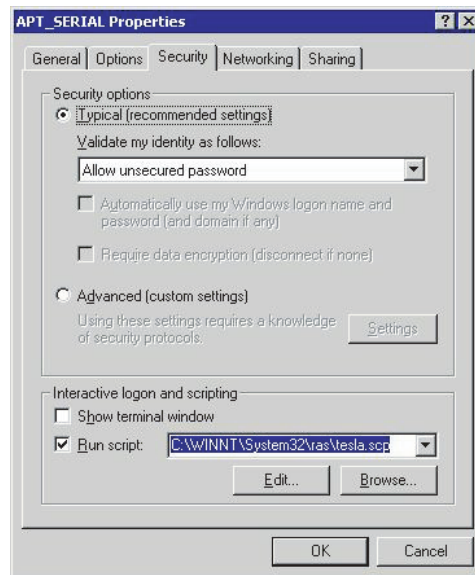 APT_SERIAL Properties
General Options Security Networking Sharing
Security options
Typical (recommended settings)
Validate my identity as follows:
Allow unsecured password
Automatically use my Windows logon name and
password (and domain if any)
Require data encryption (disconnect if none)
Advanced (custom settings)
Using these settings requires a knowledge
of security protocols.
Settings
Interactive logon and scripting
Show terminal window
Run script: C:\WINNT\System32\ras\tesla.scp
Edit... Browse...
OK Cancel